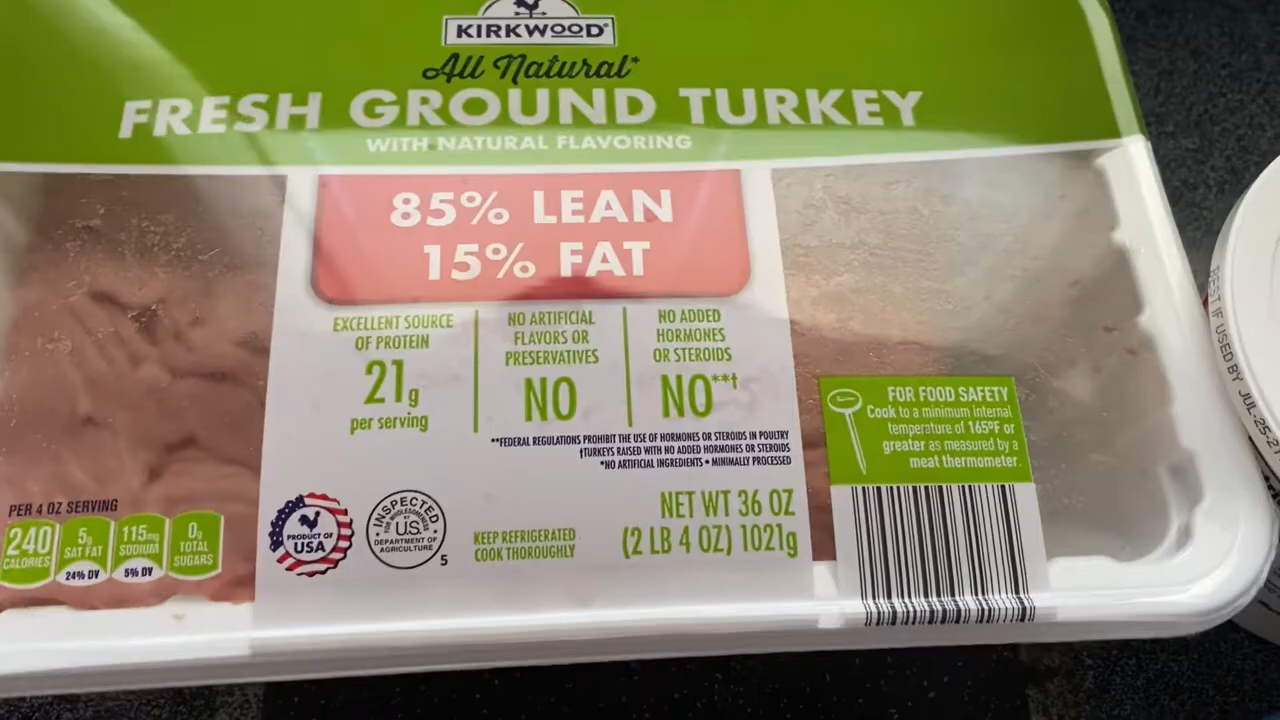 KIRKWOOD®
All Natural*
FRESH GROUND TURKEY
WITH NATURAL FLAVORING
85% LEAN
15% FAT
EXCELLENT SOURCE
OF PROTEIN
21g
per serving
NO ARTIFICIAL
FLAVORS OR
PRESERVATIVES
NO
NO ADDED
HORMONES
OR STEROIDS
NO**†
**FEDERAL REGULATIONS PROHIBIT THE USE OF HORMONES OR STEROIDS IN POULTRY
†TURKEYS RAISED WITH NO ADDED HORMONES OR STEROIDS
*NO ARTIFICIAL INGREDIENTS • MINIMALLY PROCESSED
FOR FOOD SAFETY
Cook to a minimum internal
temperature of 165ºF or
greater as measured by a
meat thermometer.
PER 4 OZ SERVING
240
CALORIES
5g
SAT FAT
24% DV
115mg
SODIUM
5% DV
0g
TOTAL
SUGARS
PRODUCT OF
USA
INSPECTED
FOR WHOLESOMENESS
BY
U.S.
DEPARTMENT OF
AGRICULTURE
5
KEEP REFRIGERATED
COOK THOROUGHLY
NET WT 36 OZ
(2 LB 4 OZ) 1021g
BEST IF USED BY JUL-25-